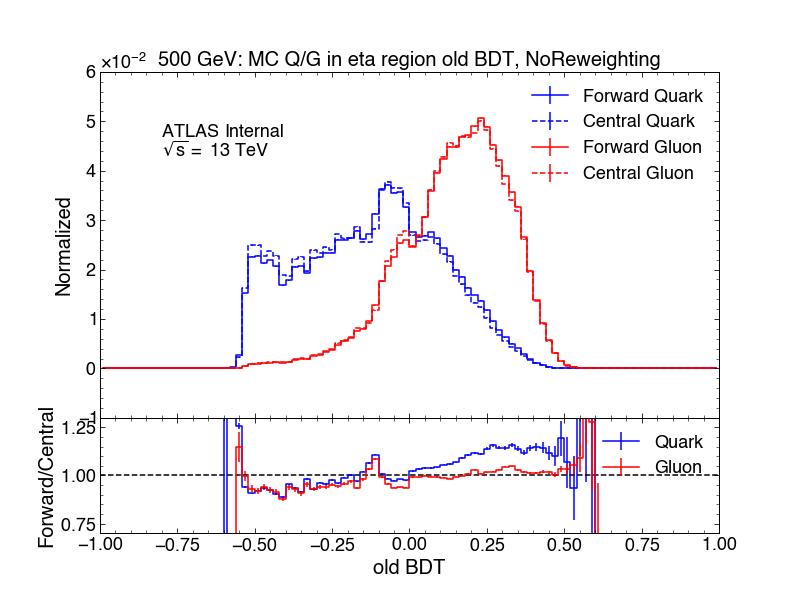 ×10−2 500 GeV: MC Q/G in eta region old BDT, NoReweighting
6
5
4
3
2
1
0
−1
Normalized
ATLAS Internal
√s = 13 TeV
Forward Quark
Central Quark
Forward Gluon
Central Gluon
1.25
1.00
0.75
Forward/Central
Quark
Gluon
−1.00 −0.75 −0.50 −0.25 0.00 0.25 0.50 0.75 1.00
old BDT